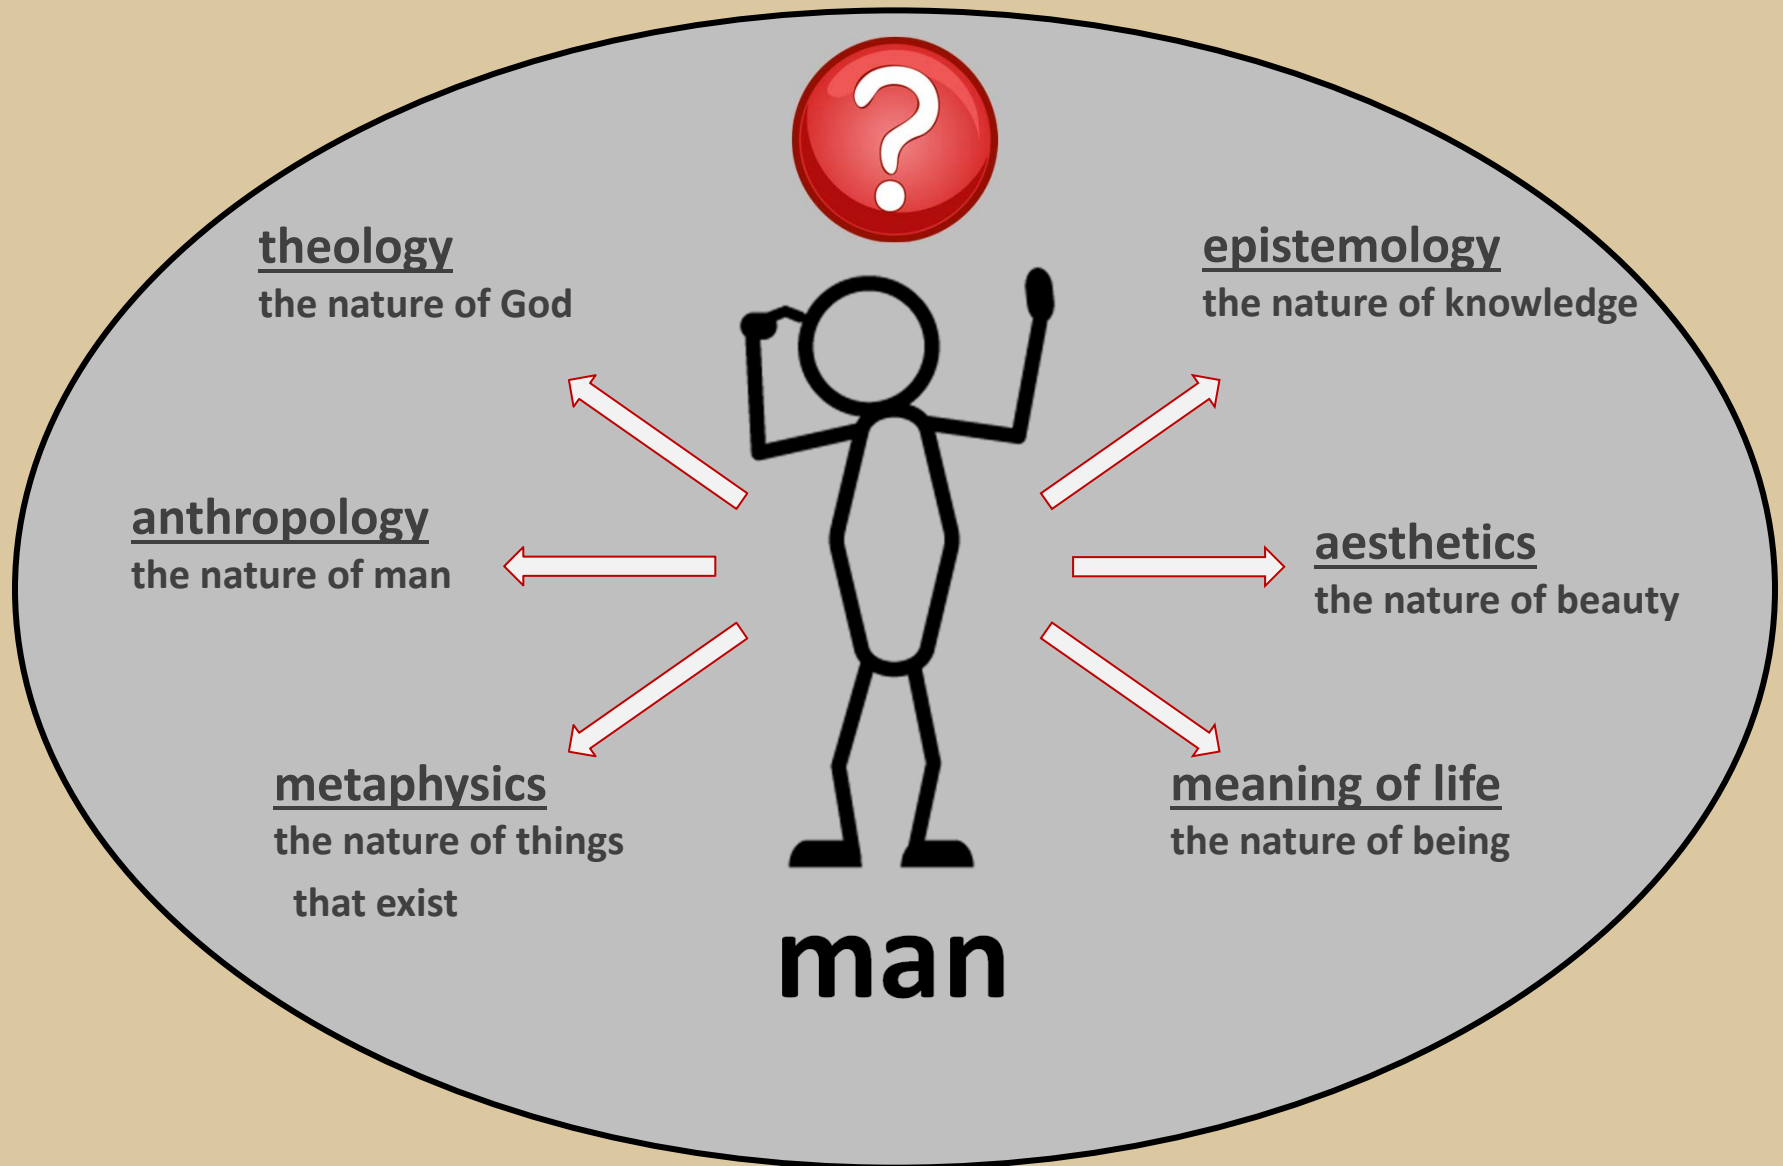 ?
theology
the nature of God
epistemology
the nature of knowledge
anthropology
the nature of man
aesthetics
the nature of beauty
metaphysics
the nature of things
that exist
meaning of life
the nature of being
man